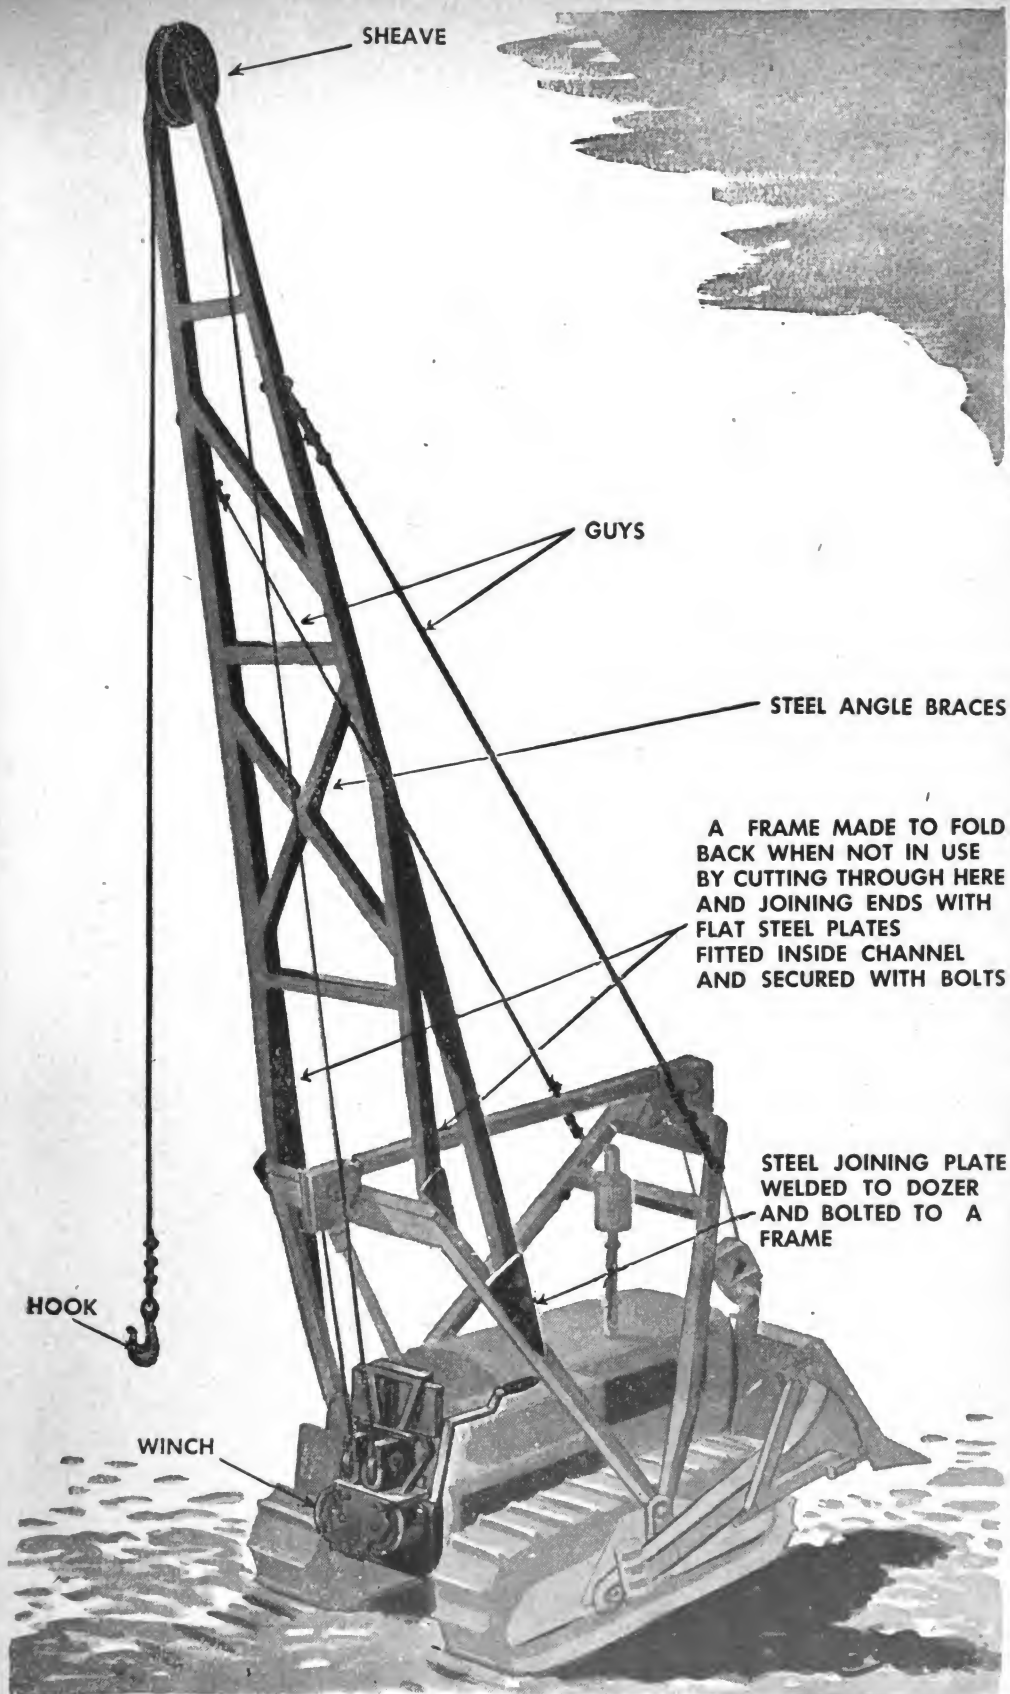 SHEAVE
GUYS
STEEL ANGLE BRACES
A FRAME MADE TO FOLD
BACK WHEN NOT IN USE
BY CUTTING THROUGH HERE
AND JOINING ENDS WITH
FLAT STEEL PLATES
FITTED INSIDE CHANNEL
AND SECURED WITH BOLTS
STEEL JOINING PLATE
WELDED TO DOZER
AND BOLTED TO A
FRAME
HOOK
WINCH